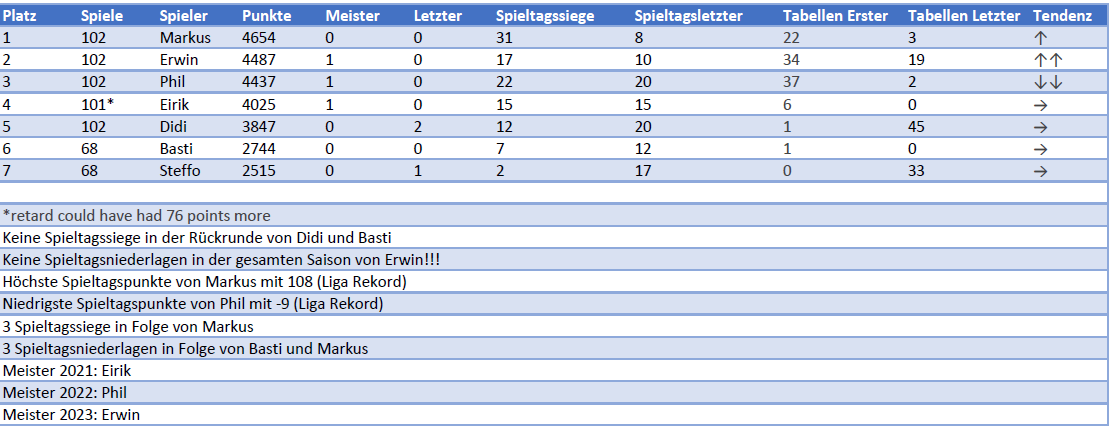 Platz Spiele Spieler Punkte Meister Letzter Spieltagssiege Spieltagsletzter Tabellen Erster Tabellen Letzter Tendenz
1 102 Markus 4654 0 0 31 8 22 3 ↑
2 102 Erwin 4487 1 0 17 10 34 19 ↑↑
3 102 Phil 4437 1 0 22 20 37 2 ↓↓
4 101* Eirik 4025 1 0 15 15 6 0 →
5 102 Didi 3847 0 2 12 20 1 45 →
6 68 Basti 2744 0 0 7 12 1 0 →
7 68 Steffo 2515 0 1 2 17 0 33 →
*retard could have had 76 points more
Keine Spieltagssiege in der Rückrunde von Didi und Basti
Keine Spieltagsniederlagen in der gesamten Saison von Erwin!!!
Höchste Spieltagspunkte von Markus mit 108 (Liga Rekord)
Niedrigste Spieltagspunkte von Phil mit -9 (Liga Rekord)
3 Spieltagssiege in Folge von Markus
3 Spieltagsniederlagen in Folge von Basti und Markus
Meister 2021: Eirik
Meister 2022: Phil
Meister 2023: Erwin